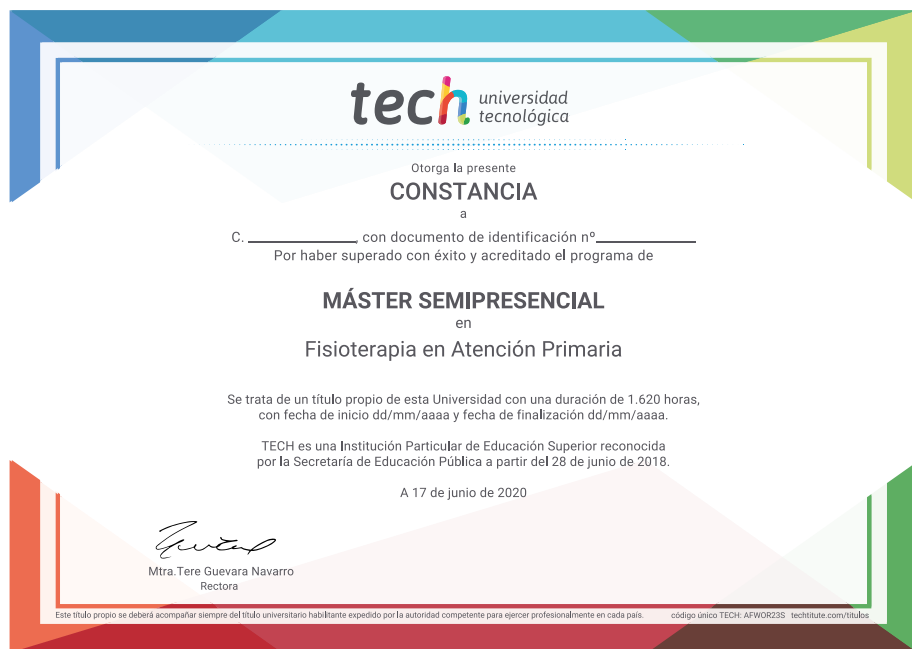 tech universidad
tecnológica
Otorga la presente
CONSTANCIA
a
C. ____________, con documento de identificación nº____________
Por haber superado con éxito y acreditado el programa de
MÁSTER SEMIPRESENCIAL
en
Fisioterapia en Atención Primaria
Se trata de un título propio de esta Universidad con una duración de 1.620 horas,
con fecha de inicio dd/mm/aaaa y fecha de finalización dd/mm/aaaa.
TECH es una Institución Particular de Educación Superior reconocida
por la Secretaría de Educación Pública a partir del 28 de junio de 2018.
A 17 de junio de 2020
Mtra.Tere Guevara Navarro
Rectora
Este título propio se deberá acompañar siempre del título universitario habilitante expedido por la autoridad competente para ejercer profesionalmente en cada país. código único TECH: AFWOR23S techtitute.com/titulos